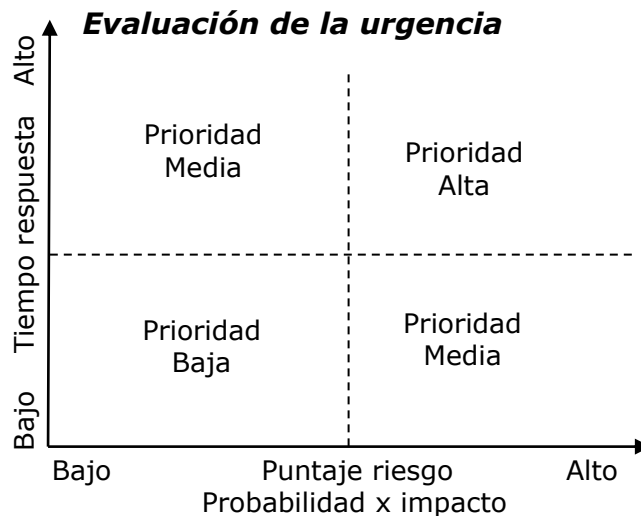 Evaluación de la urgencia
Alto
Tiempo respuesta
Bajo
Prioridad
Media
Prioridad
Alta
Prioridad
Baja
Prioridad
Media
Bajo
Puntaje riesgo
Alto
Probabilidad x impacto